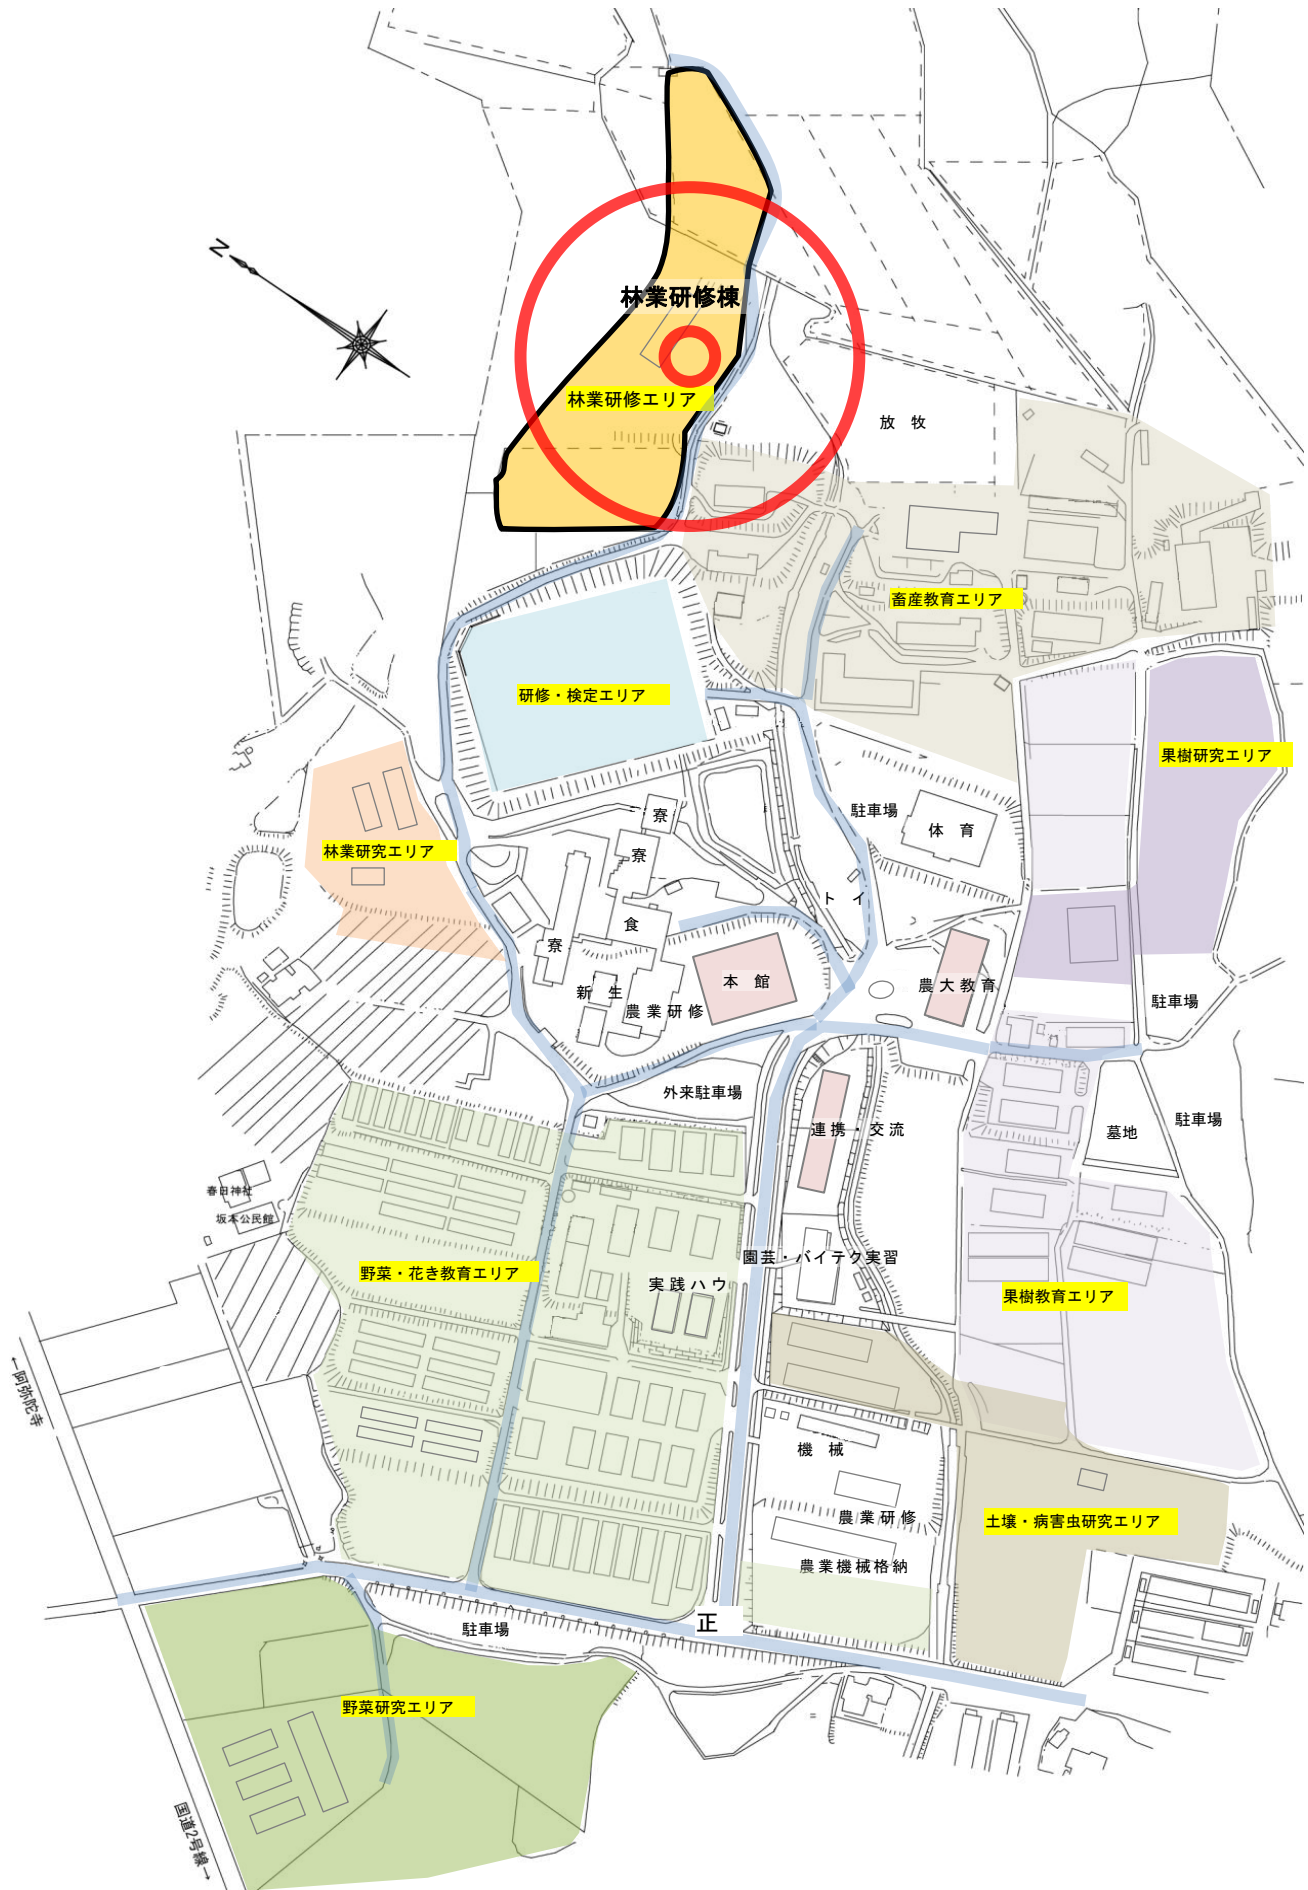 N
林業研修棟
林業研修エリア
放牧
畜産教育エリア
研修・検定エリア
果樹研究エリア
駐車場
体育
寮
寮
林業研究エリア
トイ
食
寮
本館
農大教育
新生
農業研修
駐車場
外来駐車場
連携・交流
墓地
駐車場
春日神社
坂本公民館
園芸・バイテク実習
野菜・花き教育エリア
実践ハウ
果樹教育エリア
←阿弥陀寺
機械
農業研修
土壌・病害虫研究エリア
農業機械格納
正
駐車場
野菜研究エリア
国道2号線→